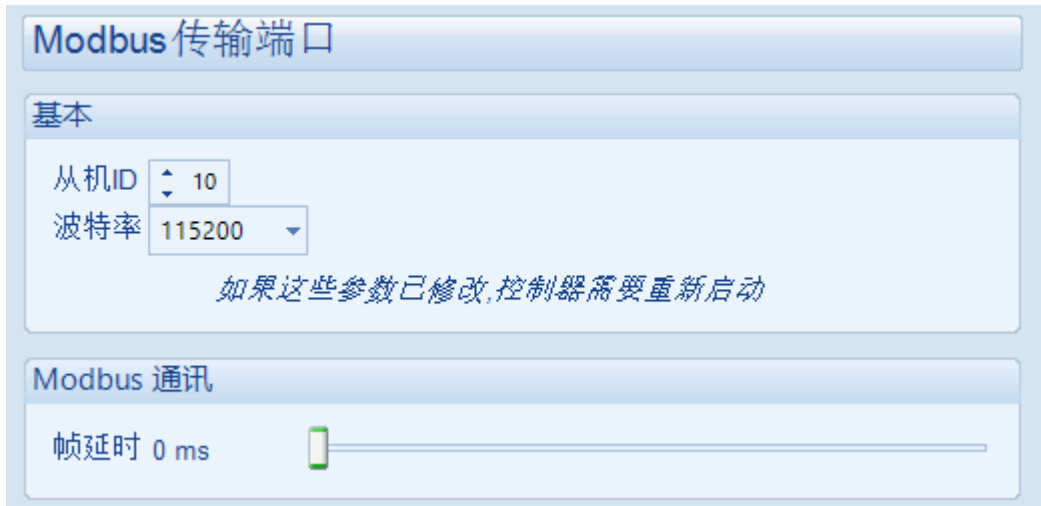 Modbus传输端口
基本
从机ID 10
波特率 115200
如果这些参数已修改,控制器需要重新启动
Modbus 通讯
帧延时 0 ms